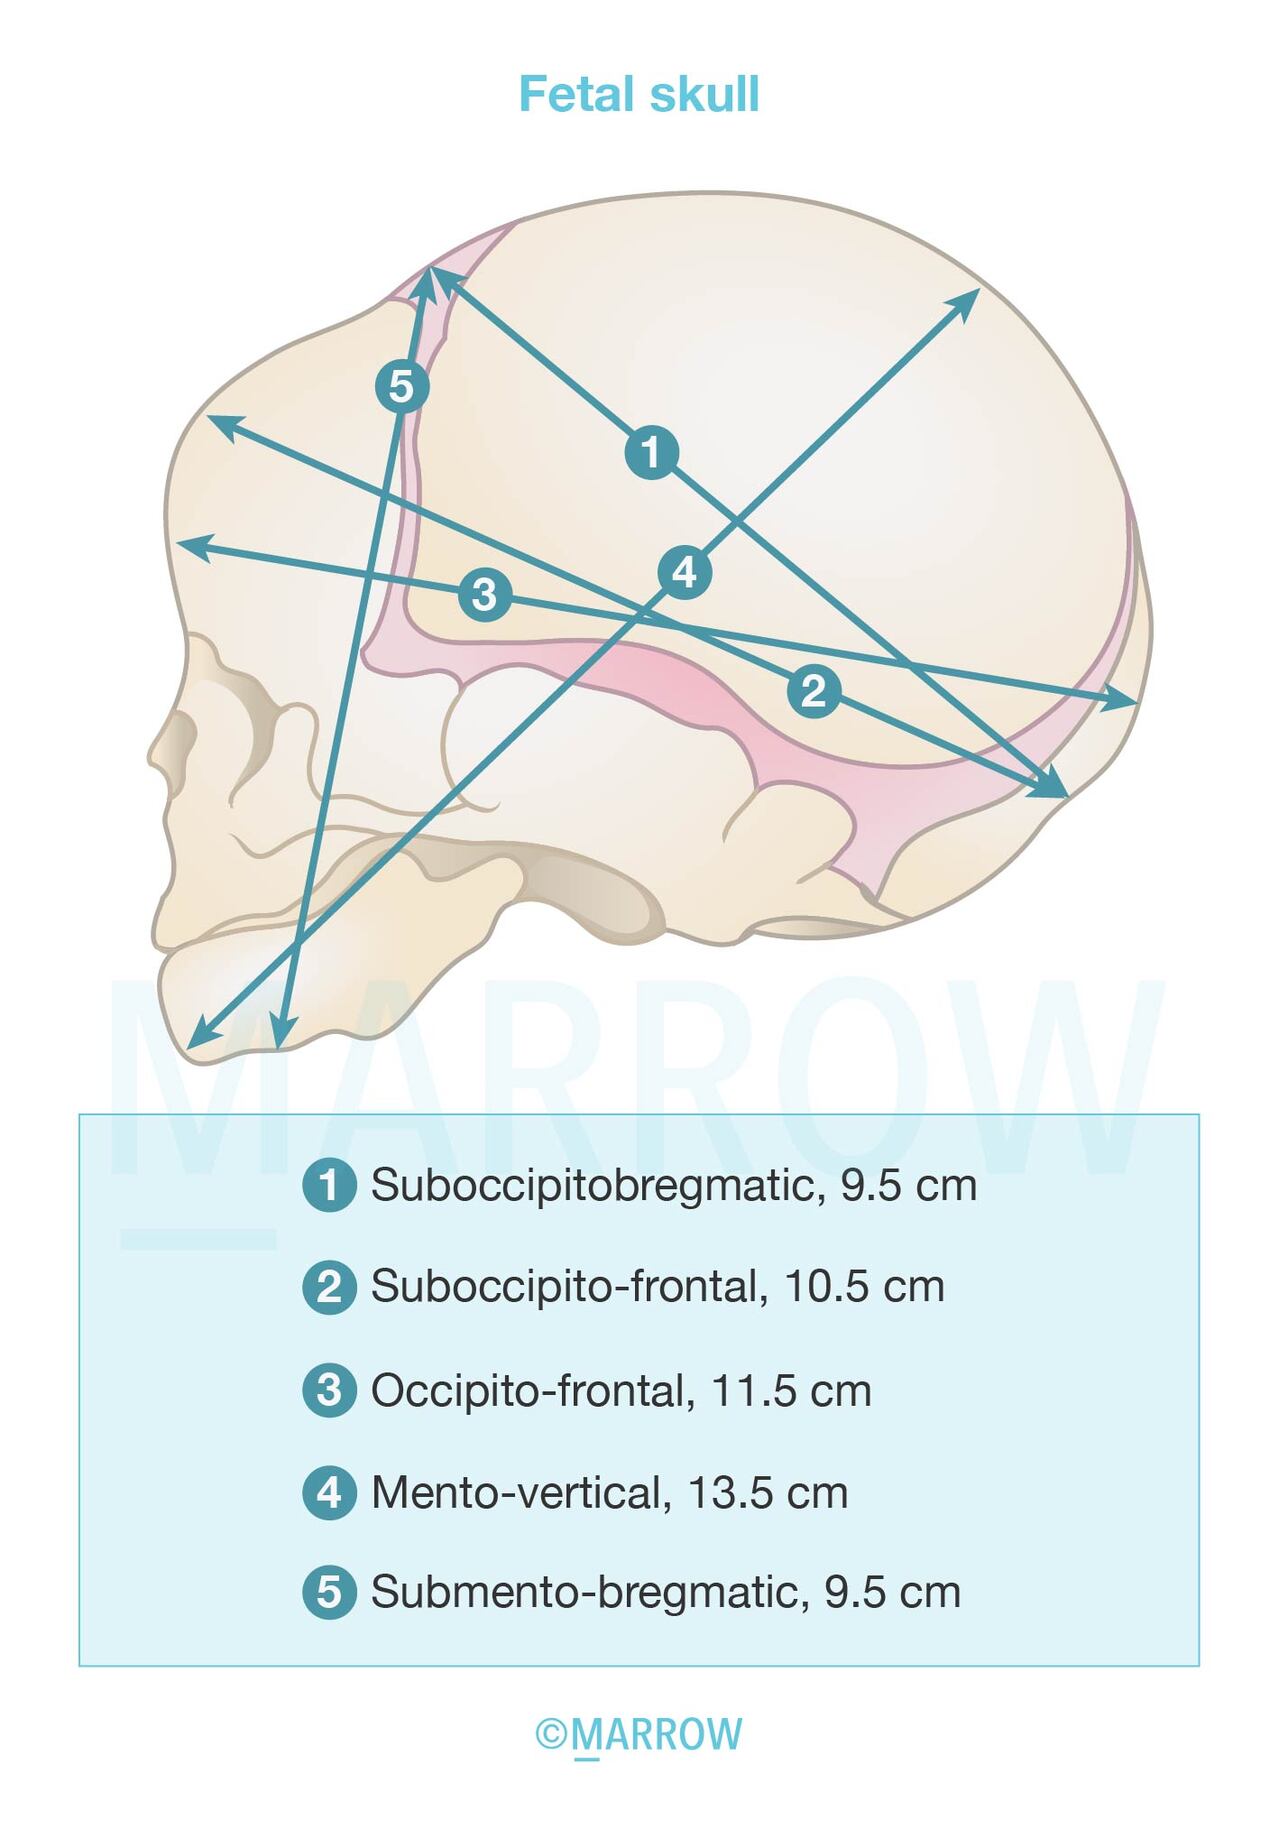 Fetal skull
5
1
4
3
2
MARROW
1 Suboccipitobregmatic, 9.5 cm
2 Suboccipito-frontal, 10.5 cm
3 Occipito-frontal, 11.5 cm
4 Mento-vertical, 13.5 cm
5 Submento-bregmatic, 9.5 cm
©MARROW